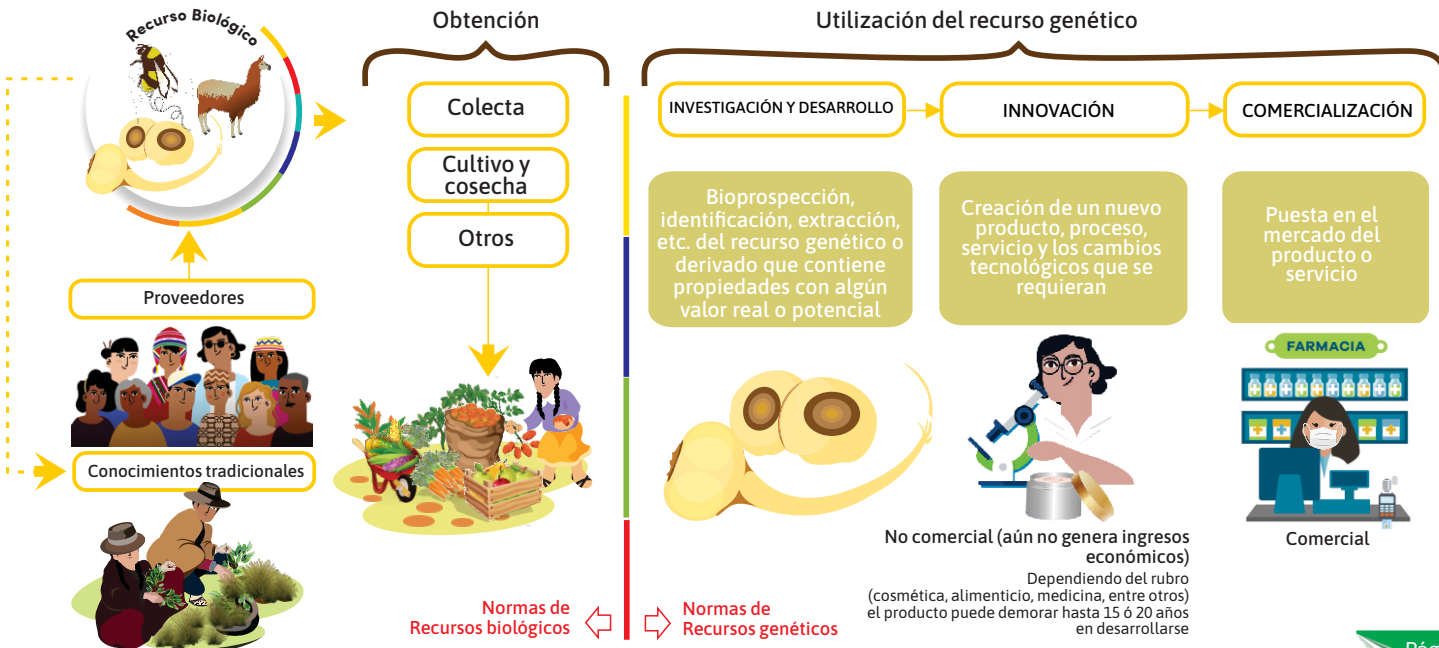 Recurso Biológico
Proveedores
Conocimientos tradicionales
Obtención
Colecta
Cultivo y
cosecha
Otros
Normas de
Recursos biológicos
Normas de
Recursos genéticos
Utilización del recurso genético
INVESTIGACIÓN Y DESARROLLO
Bioprospección,
identificación, extracción,
etc. del recurso genético o
derivado que contiene
propiedades con algún
valor real o potencial
INNOVACIÓN
Creación de un nuevo
producto, proceso,
servicio y los cambios
tecnológicos que se
requieran
No comercial (aún no genera ingresos
económicos)
Dependiendo del rubro
(cosmética, alimenticio, medicina, entre otros)
el producto puede demorar hasta 15 ó 20 años
en desarrollarse
COMERCIALIZACIÓN
Puesta en el
mercado del
producto o
servicio
FARMACIA
Comercial